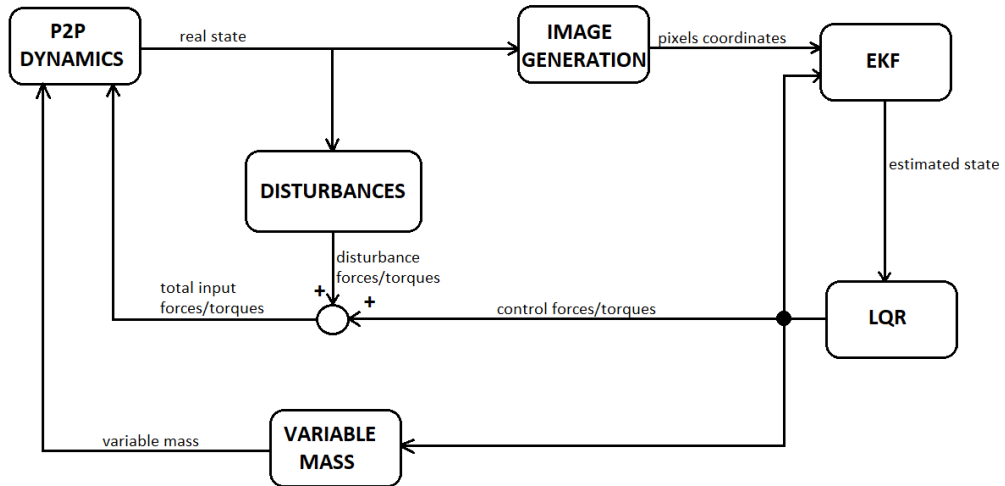 P2P
DYNAMICS
real state
IMAGE
GENERATION
pixels coordinates
EKF
estimated state
DISTURBANCES
disturbance
forces/torques
total input
forces/torques
+
+
control forces/torques
LQR
variable mass
VARIABLE
MASS